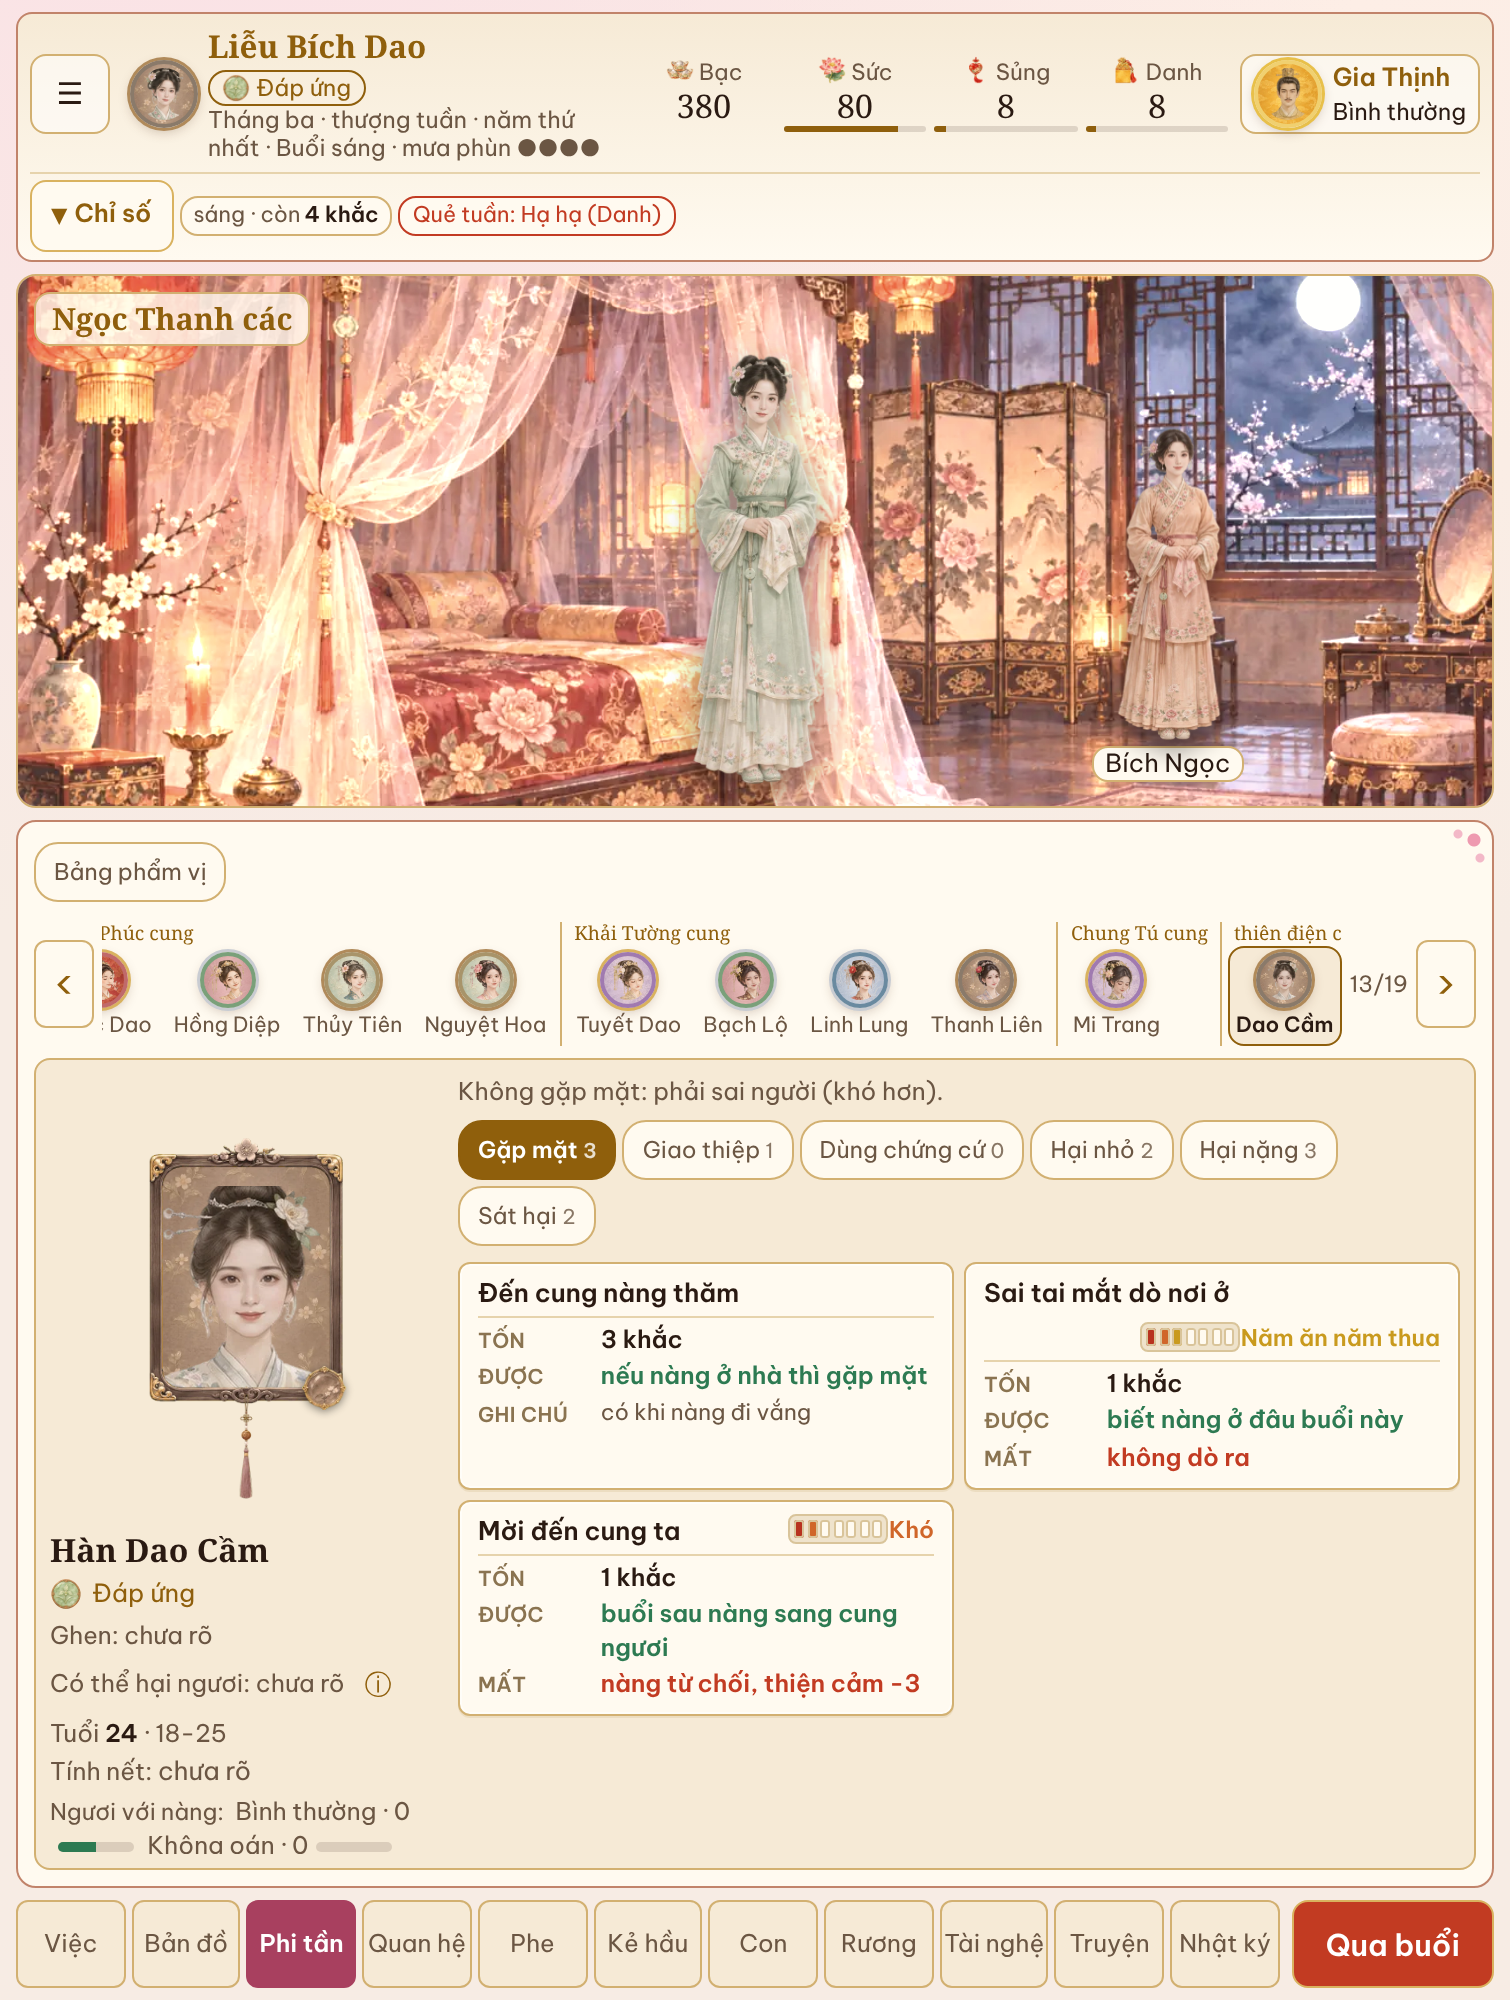 ☰
Liễu Bích Dao
Đáp ứng
Tháng ba · thượng tuần · năm thứ
nhất · Buổi sáng · mưa phùn ●●●●
Bạc
380
Sức
80
Sủng
8
Danh
8
Gia Thịnh
Bình thường
▼ Chỉ số
sáng · còn 4 khắc
Quẻ tuần: Hạ hạ (Danh)
Ngọc Thanh các
Bích Ngọc
Bảng phẩm vị
‹
Phúc cung
Dao
Hồng Diệp
Thủy Tiên
Nguyệt Hoa
Khải Tường cung
Tuyết Dao
Bạch Lộ
Linh Lung
Thanh Liên
Chung Tú cung
Mi Trang
thiên điện c
Dao Cầm
13/19
›
Không gặp mặt: phải sai người (khó hơn).
Gặp mặt 3
Giao thiệp 1
Dùng chứng cứ 0
Hại nhỏ 2
Hại nặng 3
Sát hại 2
Đến cung nàng thăm
TỐN 3 khắc
ĐƯỢC nếu nàng ở nhà thì gặp mặt
GHI CHÚ có khi nàng đi vắng
Sai tai mắt dò nơi ở
Năm ăn năm thua
TỐN 1 khắc
ĐƯỢC biết nàng ở đâu buổi này
MẤT không dò ra
Mời đến cung ta
Khó
TỐN 1 khắc
ĐƯỢC buổi sau nàng sang cung
ngươi
MẤT nàng từ chối, thiện cảm -3
Hàn Dao Cầm
Đáp ứng
Ghen: chưa rõ
Có thể hại ngươi: chưa rõ ⓘ
Tuổi 24 · 18-25
Tính nết: chưa rõ
Ngươi với nàng: Bình thường · 0
Không oán · 0
Việc
Bản đồ
Phi tần
Quan hệ
Phe
Kẻ hầu
Con
Rương
Tài nghệ
Truyện
Nhật ký
Qua buổi